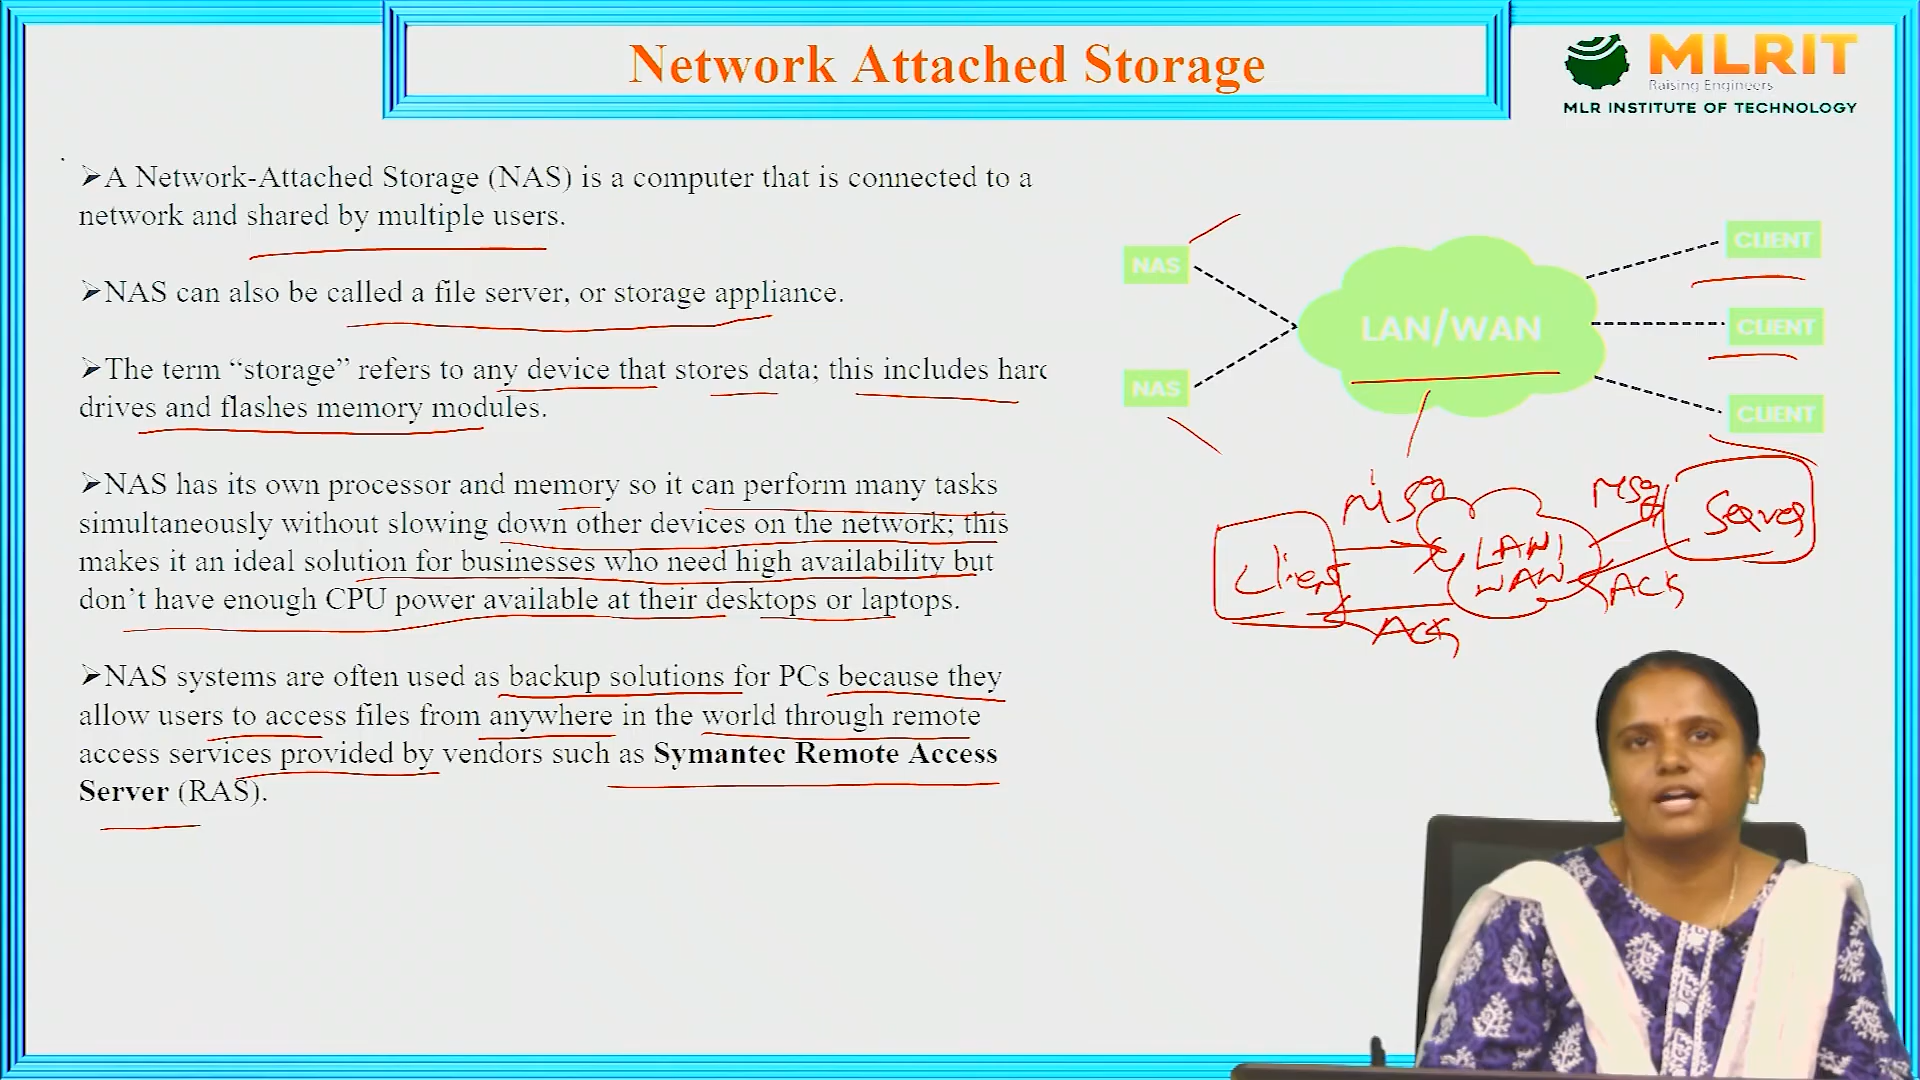 Network Attached Storage
MLRIT
Raising Engineers
MLR INSTITUTE OF TECHNOLOGY
➢A Network-Attached Storage (NAS) is a computer that is connected to a
network and shared by multiple users.
➢NAS can also be called a file server, or storage appliance.
➢The term “storage” refers to any device that stores data; this includes hard
drives and flashes memory modules.
➢NAS has its own processor and memory so it can perform many tasks
simultaneously without slowing down other devices on the network; this
makes it an ideal solution for businesses who need high availability but
don’t have enough CPU power available at their desktops or laptops.
➢NAS systems are often used as backup solutions for PCs because they
allow users to access files from anywhere in the world through remote
access services provided by vendors such as Symantec Remote Access
Server (RAS).
NAS
NAS
LAN/WAN
CLIENT
CLIENT
CLIENT
Msg
Msg
Client
LAN/
WAN
Server
ACK
ACK